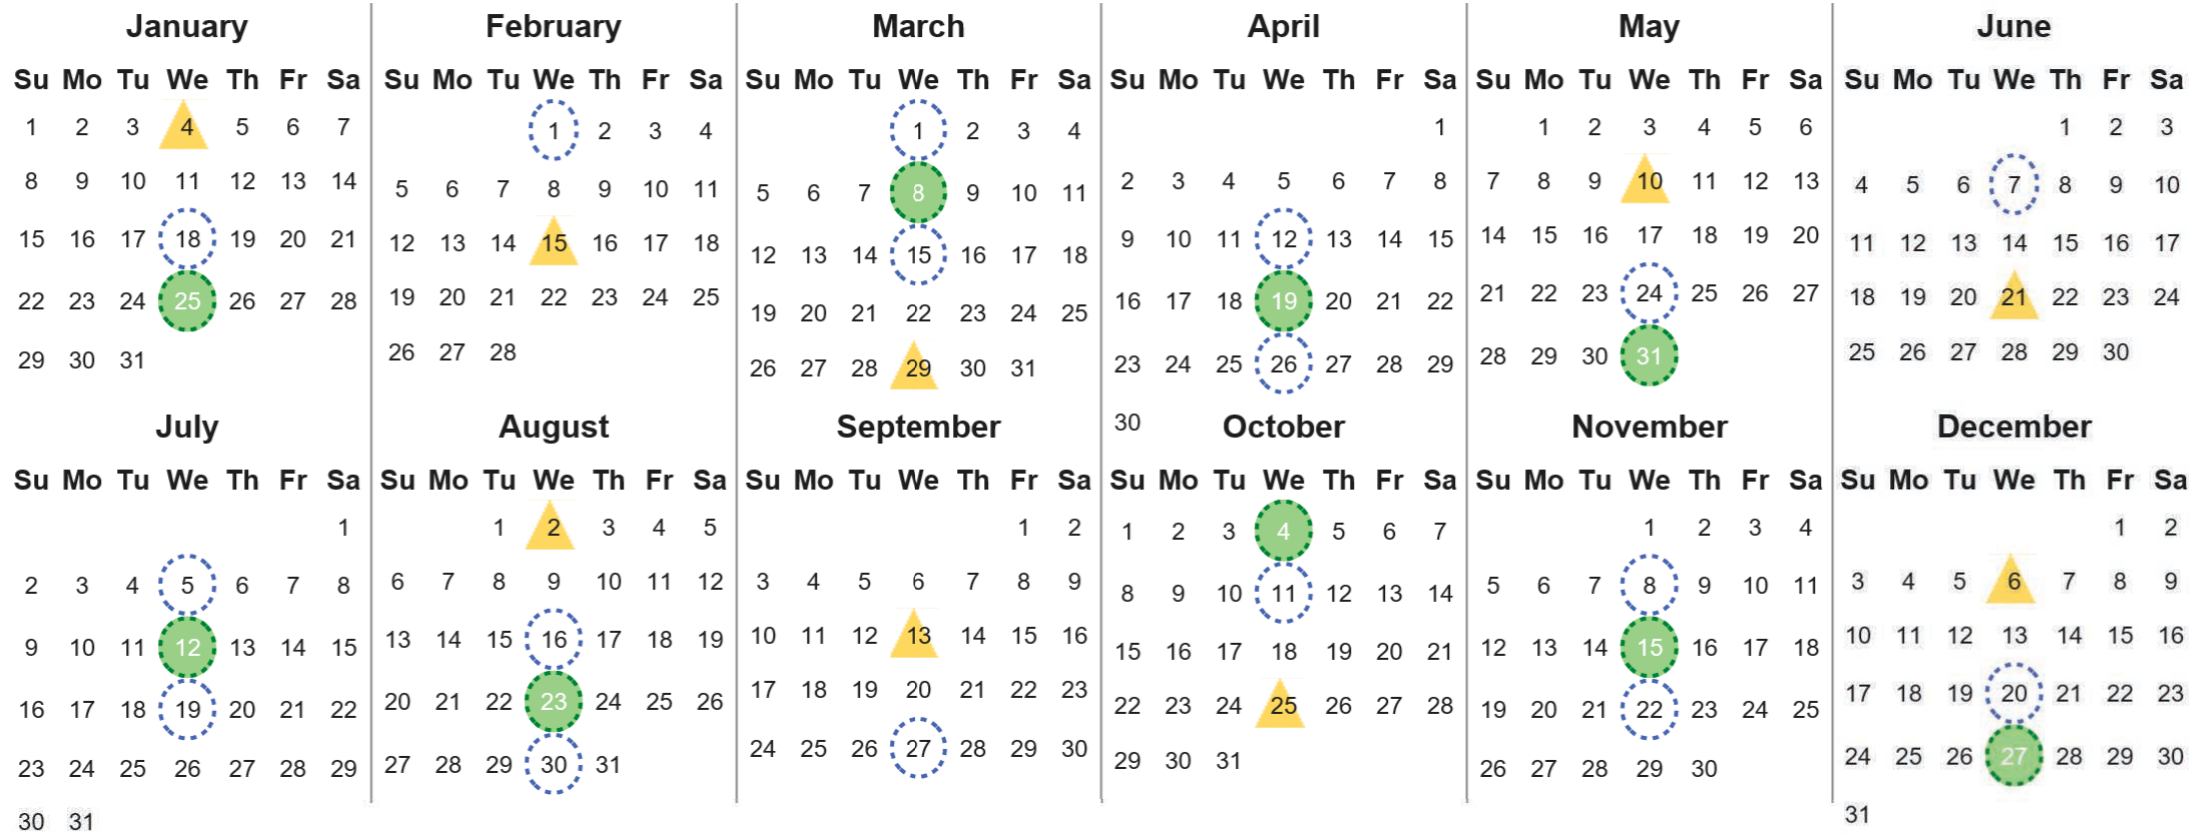 January February March April May June
Su Mo Tu We Th Fr Sa Su Mo Tu We Th Fr Sa Su Mo Tu We Th Fr Sa Su Mo Tu We Th Fr Sa Su Mo Tu We Th Fr Sa Su Mo Tu We Th Fr Sa
1 2 3 4 5 6 7 1 2 3 4 1 2 3 4 1 1 2 3 4 5 6 1 2 3
8 9 10 11 12 13 14 5 6 7 8 9 10 11 5 6 7 8 9 10 11 2 3 4 5 6 7 8 7 8 9 10 11 12 13 4 5 6 7 8 9 10
15 16 17 18 19 20 21 12 13 14 15 16 17 18 12 13 14 15 16 17 18 9 10 11 12 13 14 15 14 15 16 17 18 19 20 11 12 13 14 15 16 17
22 23 24 25 26 27 28 19 20 21 22 23 24 25 19 20 21 22 23 24 25 16 17 18 19 20 21 22 21 22 23 24 25 26 27 18 19 20 21 22 23 24
29 30 31 26 27 28 26 27 28 29 30 31 23 24 25 26 27 28 29 28 29 30 31 25 26 27 28 29 30
30
July August September October November December
Su Mo Tu We Th Fr Sa Su Mo Tu We Th Fr Sa Su Mo Tu We Th Fr Sa Su Mo Tu We Th Fr Sa Su Mo Tu We Th Fr Sa Su Mo Tu We Th Fr Sa
1 1 2 3 4 5 1 2 1 2 3 4 5 6 7 1 2 3 4 1 2
2 3 4 5 6 7 8 6 7 8 9 10 11 12 3 4 5 6 7 8 9 8 9 10 11 12 13 14 5 6 7 8 9 10 11 3 4 5 6 7 8 9
9 10 11 12 13 14 15 13 14 15 16 17 18 19 10 11 12 13 14 15 16 15 16 17 18 19 20 21 12 13 14 15 16 17 18 10 11 12 13 14 15 16
16 17 18 19 20 21 22 20 21 22 23 24 25 26 17 18 19 20 21 22 23 22 23 24 25 26 27 28 19 20 21 22 23 24 25 17 18 19 20 21 22 23
23 24 25 26 27 28 29 27 28 29 30 31 24 25 26 27 28 29 30 29 30 31 26 27 28 29 30 24 25 26 27 28 29 30
30 31 31